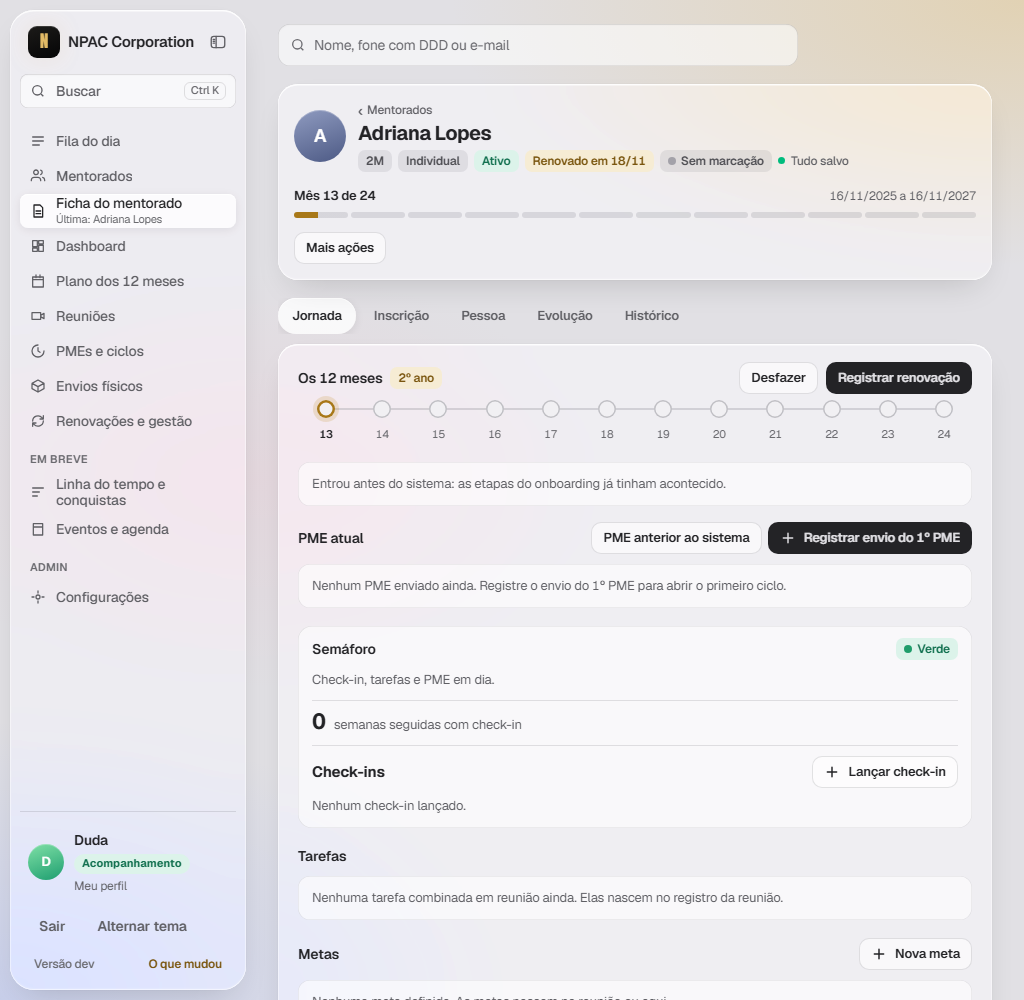 NPAC Corporation
Buscar
Ctrl K
Fila do dia
Mentorados
Ficha do mentorado
Última: Adriana Lopes
Dashboard
Plano dos 12 meses
Reuniões
PMEs e ciclos
Envios físicos
Renovações e gestão
EM BREVE
Linha do tempo e
conquistas
Eventos e agenda
ADMIN
Configurações
D
Duda
Acompanhamento
Meu perfil
Sair
Alternar tema
Versão dev
O que mudou
Nome, fone com DDD ou e-mail
A
‹ Mentorados
Adriana Lopes
2M
Individual
Ativo
Renovado em 18/11
Sem marcação
Tudo salvo
Mês 13 de 24
16/11/2025 a 16/11/2027
Mais ações
Jornada
Inscrição
Pessoa
Evolução
Histórico
Os 12 meses
2º ano
Desfazer
Registrar renovação
13
14
15
16
17
18
19
20
21
22
23
24
Entrou antes do sistema: as etapas do onboarding já tinham acontecido.
PME atual
PME anterior ao sistema
Registrar envio do 1º PME
Nenhum PME enviado ainda. Registre o envio do 1º PME para abrir o primeiro ciclo.
Semáforo
Verde
Check-in, tarefas e PME em dia.
0 semanas seguidas com check-in
Check-ins
Lançar check-in
Nenhum check-in lançado.
Tarefas
Nenhuma tarefa combinada em reunião ainda. Elas nascem no registro da reunião.
Metas
Nova meta